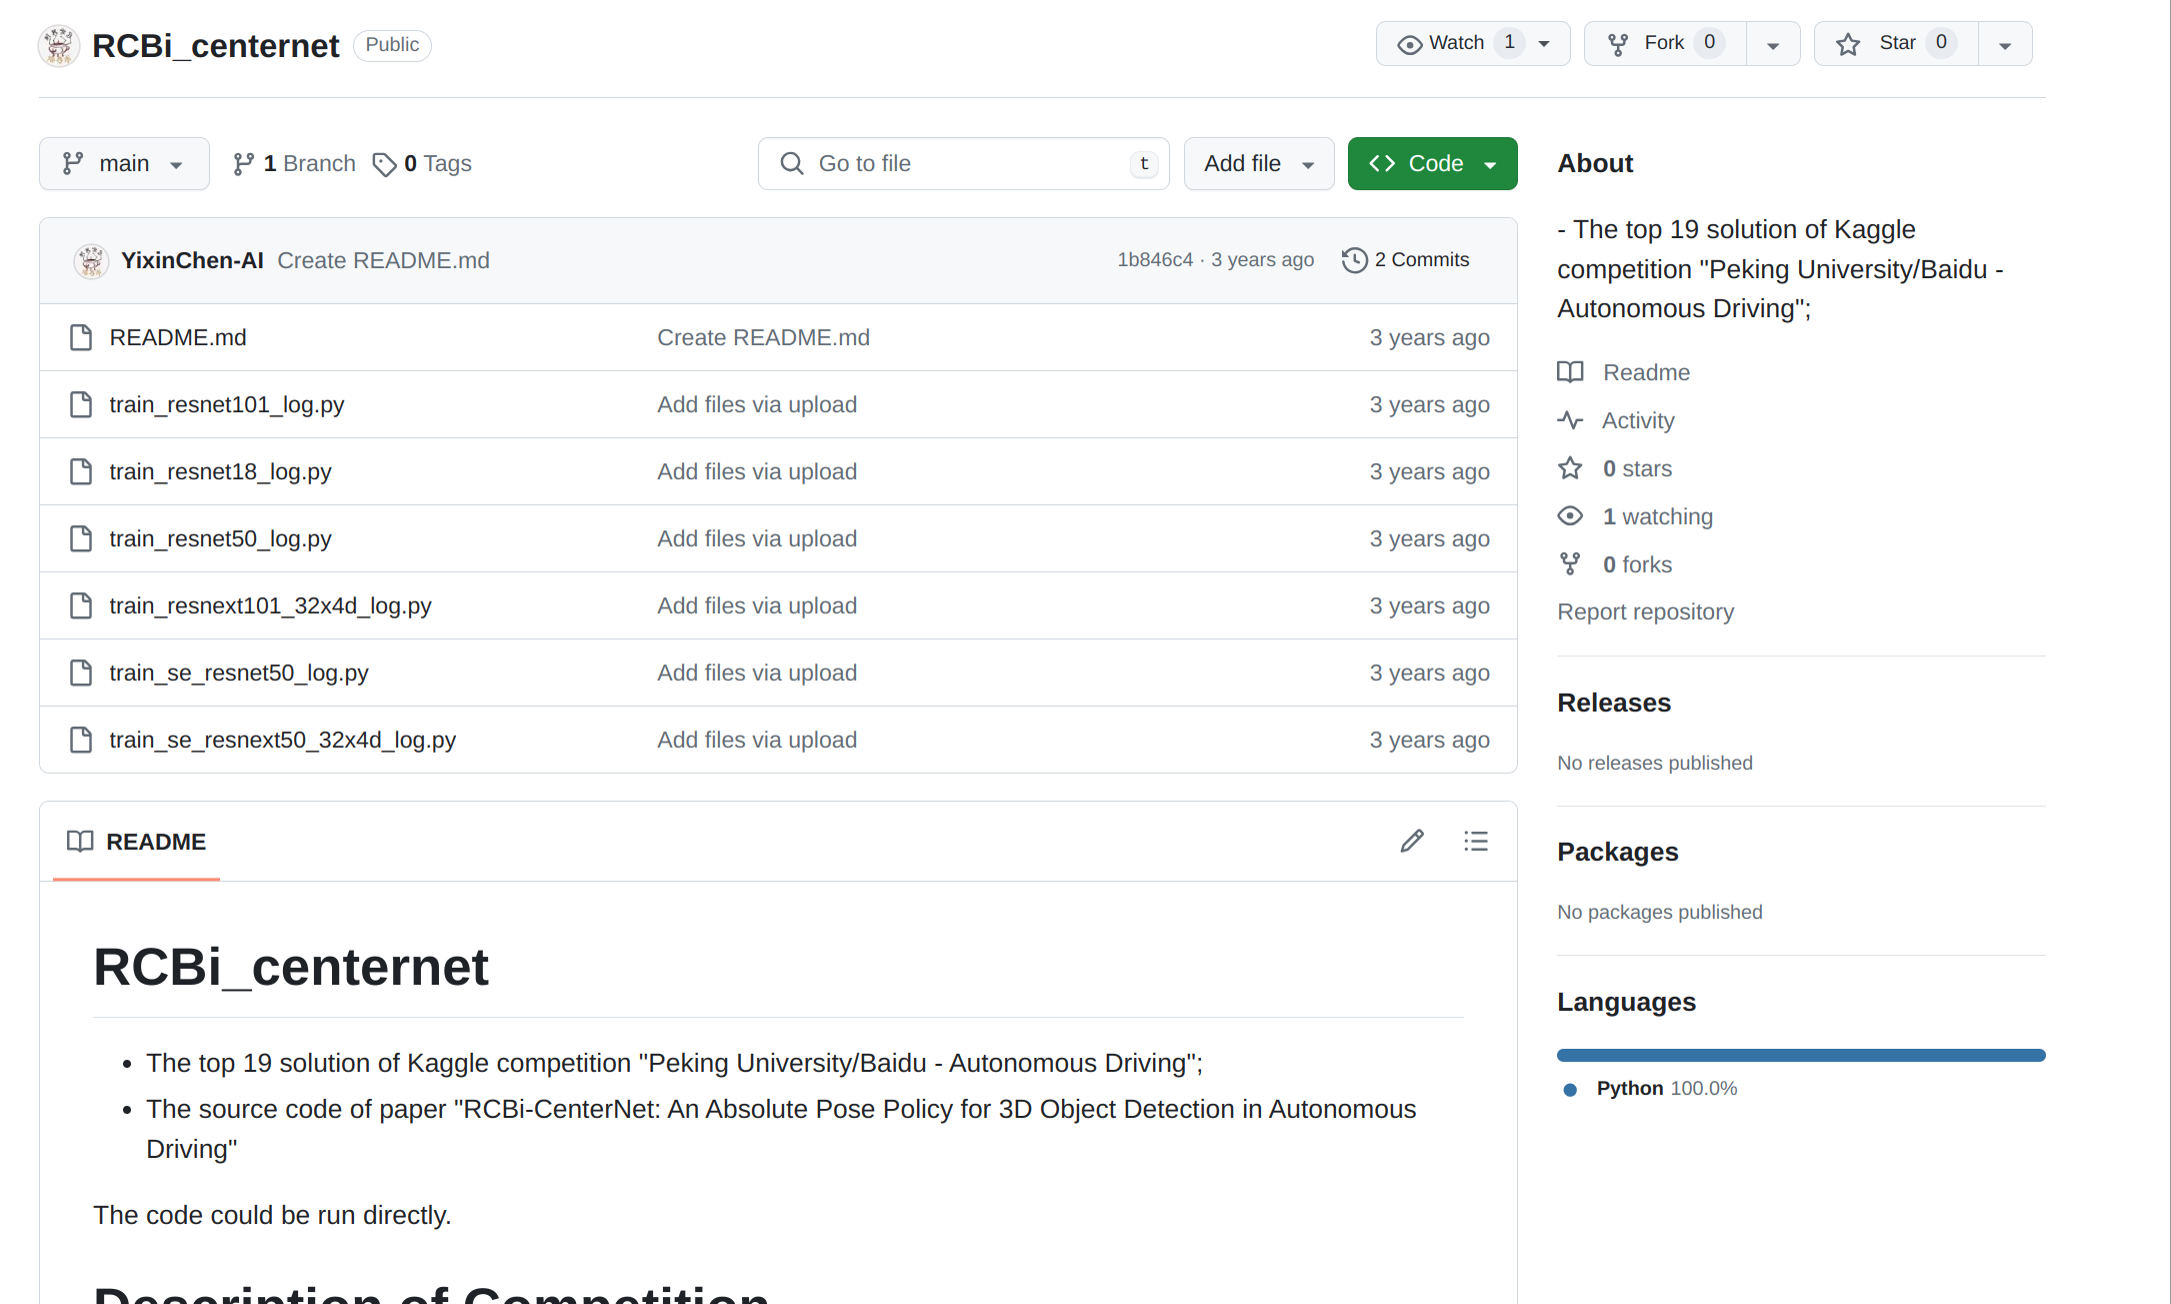 RCBi_centernet Public Watch 1 Fork 0 Star 0
main 1 Branch 0 Tags Go to file t Add file Code
YixinChen-AI Create README.md 1b846c4 · 3 years ago 2 Commits
README.md Create README.md 3 years ago
train_resnet101_log.py Add files via upload 3 years ago
train_resnet18_log.py Add files via upload 3 years ago
train_resnet50_log.py Add files via upload 3 years ago
train_resnext101_32x4d_log.py Add files via upload 3 years ago
train_se_resnet50_log.py Add files via upload 3 years ago
train_se_resnext50_32x4d_log.py Add files via upload 3 years ago
README
RCBi_centernet
• The top 19 solution of Kaggle competition "Peking University/Baidu - Autonomous Driving";
• The source code of paper "RCBi-CenterNet: An Absolute Pose Policy for 3D Object Detection in Autonomous
Driving"
The code could be run directly.
Description of Competition
About
- The top 19 solution of Kaggle
competition "Peking University/Baidu -
Autonomous Driving";
Readme
Activity
0 stars
1 watching
0 forks
Report repository
Releases
No releases published
Packages
No packages published
Languages
Python 100.0%